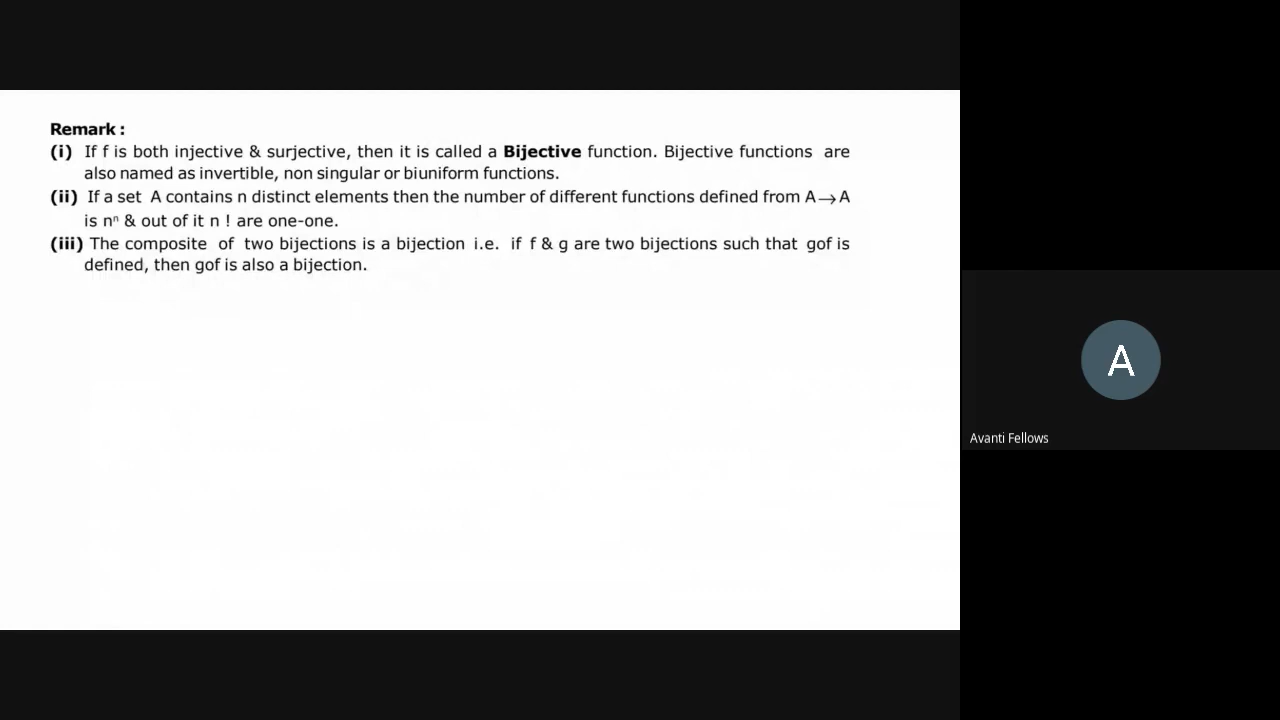 Remark :
(i) If f is both injective & surjective, then it is called a Bijective function. Bijective functions are
also named as invertible, non singular or biuniform functions.
(ii) If a set A contains n distinct elements then the number of different functions defined from A→A
is nⁿ & out of it n ! are one-one.
(iii) The composite of two bijections is a bijection i.e. if f & g are two bijections such that gof is
defined, then gof is also a bijection.
A
Avanti Fellows